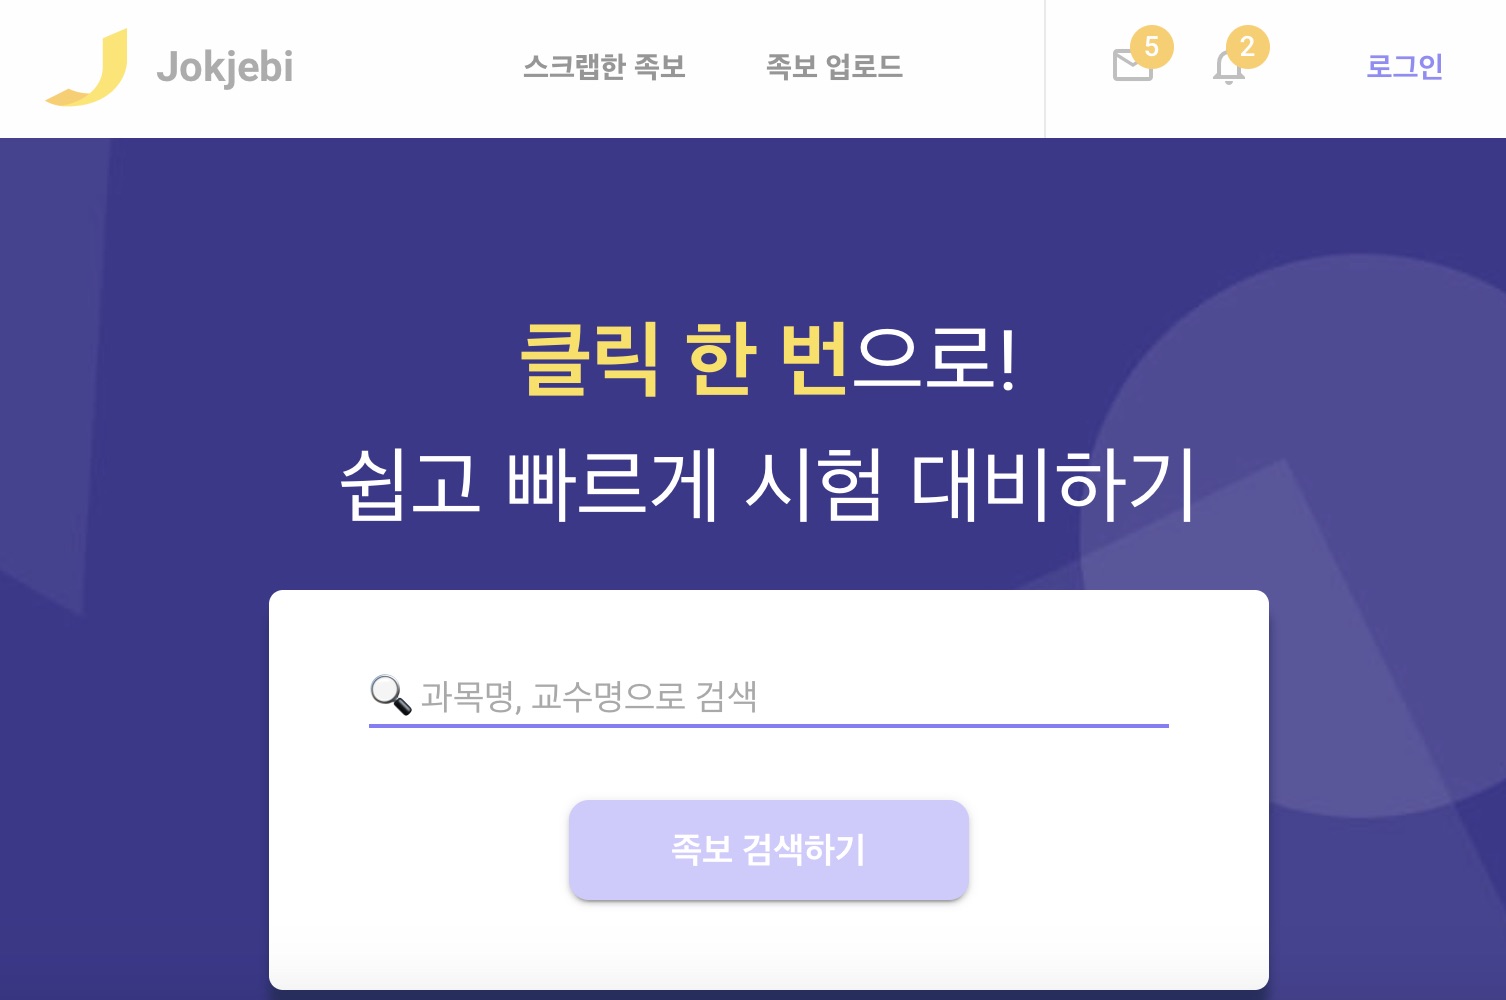 Jokjebi
스크랩한 족보
족보 업로드
5
2
로그인
클릭 한 번으로!
쉽고 빠르게 시험 대비하기
과목명, 교수명으로 검색
족보 검색하기